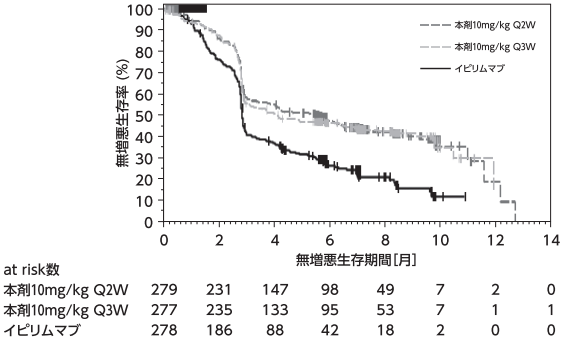 100
90
80
70
60
50
40
30
20
10
0
無増悪生存率(%)
本剤10mg/kg Q2W
本剤10mg/kg Q3W
イピリムマブ
0 2 4 6 8 10 12 14
無増悪生存期間[月]
at risk数
本剤10mg/kg Q2W 279 231 147 98 49 7 2 0
本剤10mg/kg Q3W 277 235 133 95 53 7 1 1
イピリムマブ 278 186 88 42 18 2 0 0